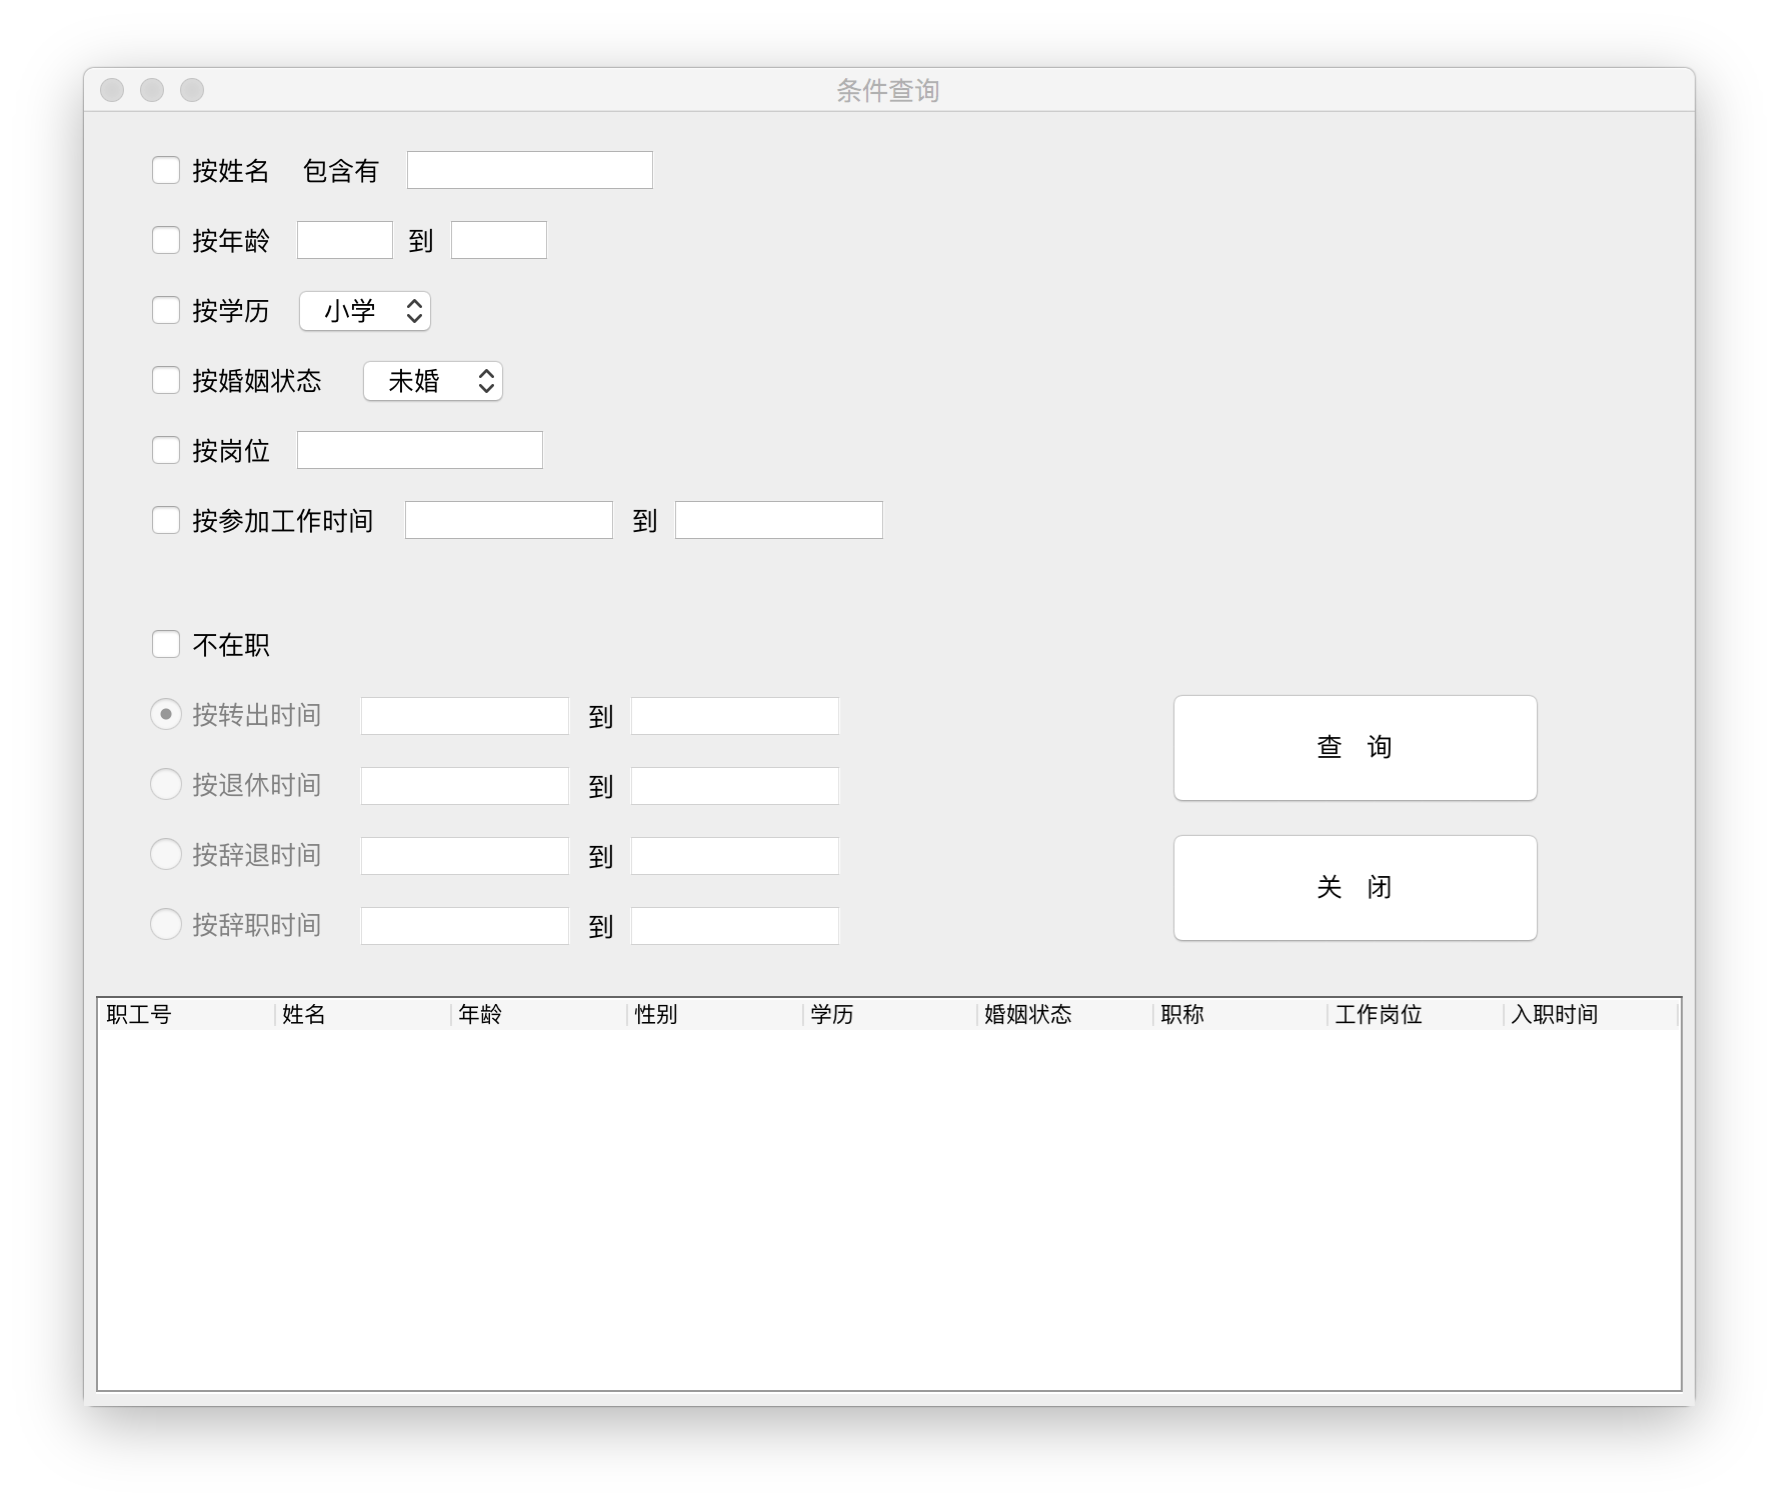 条件查询
按姓名 包含有
按年龄 到
按学历 小学
按婚姻状态 未婚
按岗位
按参加工作时间 到
不在职
按转出时间 到
按退休时间 到
按辞退时间 到
按辞职时间 到
查 询
关 闭
职工号 姓名 年龄 性别 学历 婚姻状态 职称 工作岗位 入职时间